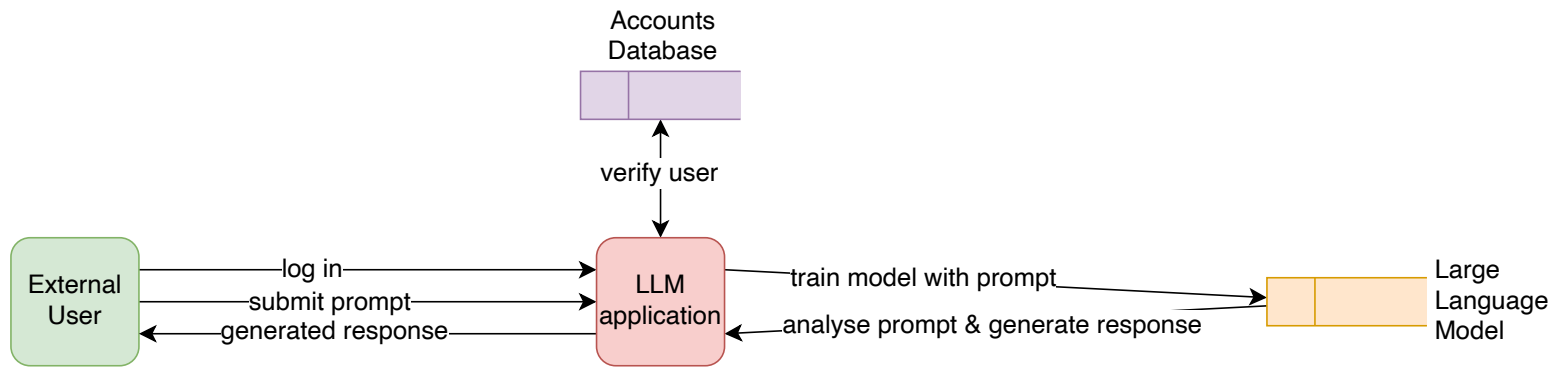 Accounts
Database
verify user
External
User
log in
submit prompt
generated response
LLM
application
train model with prompt
analyse prompt & generate response
Large
Language
Model